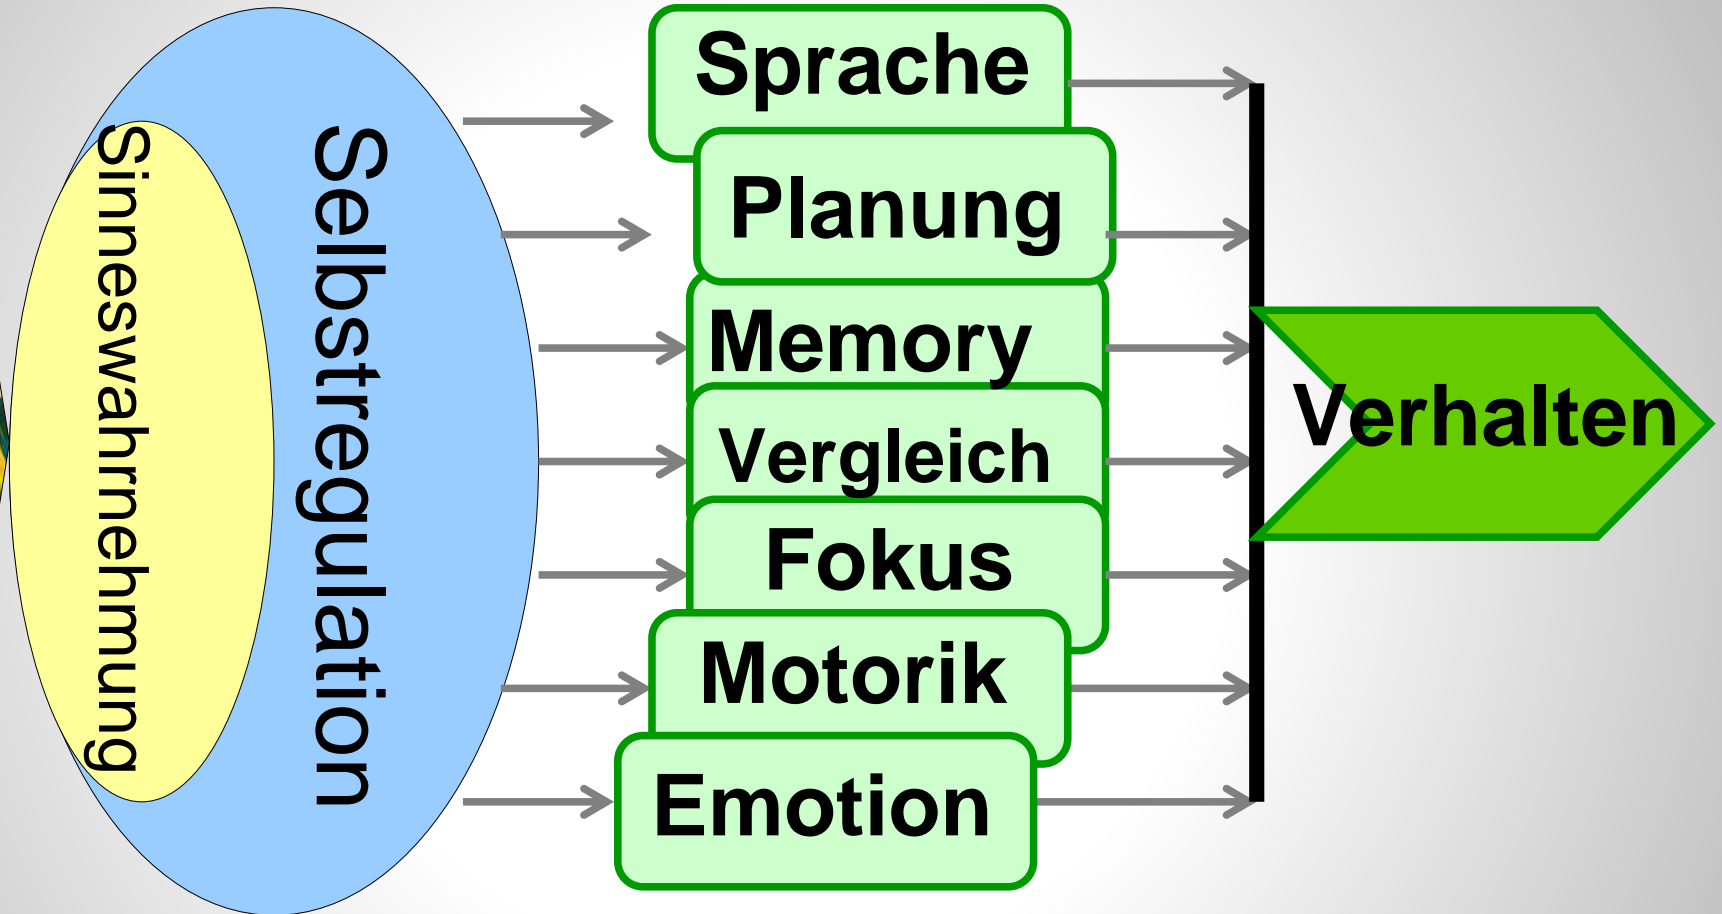 Sinneswahrnehmung
Selbstregulation
Sprache
Planung
Memory
Vergleich
Fokus
Motorik
Emotion
Verhalten